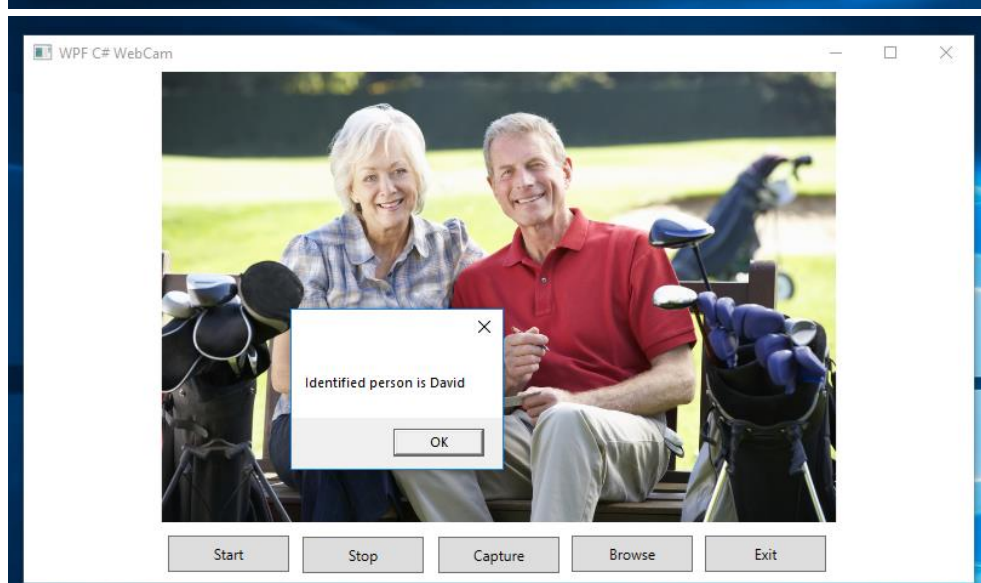 WPF C# WebCam
Identified person is David
OK
Start
Stop
Capture
Browse
Exit